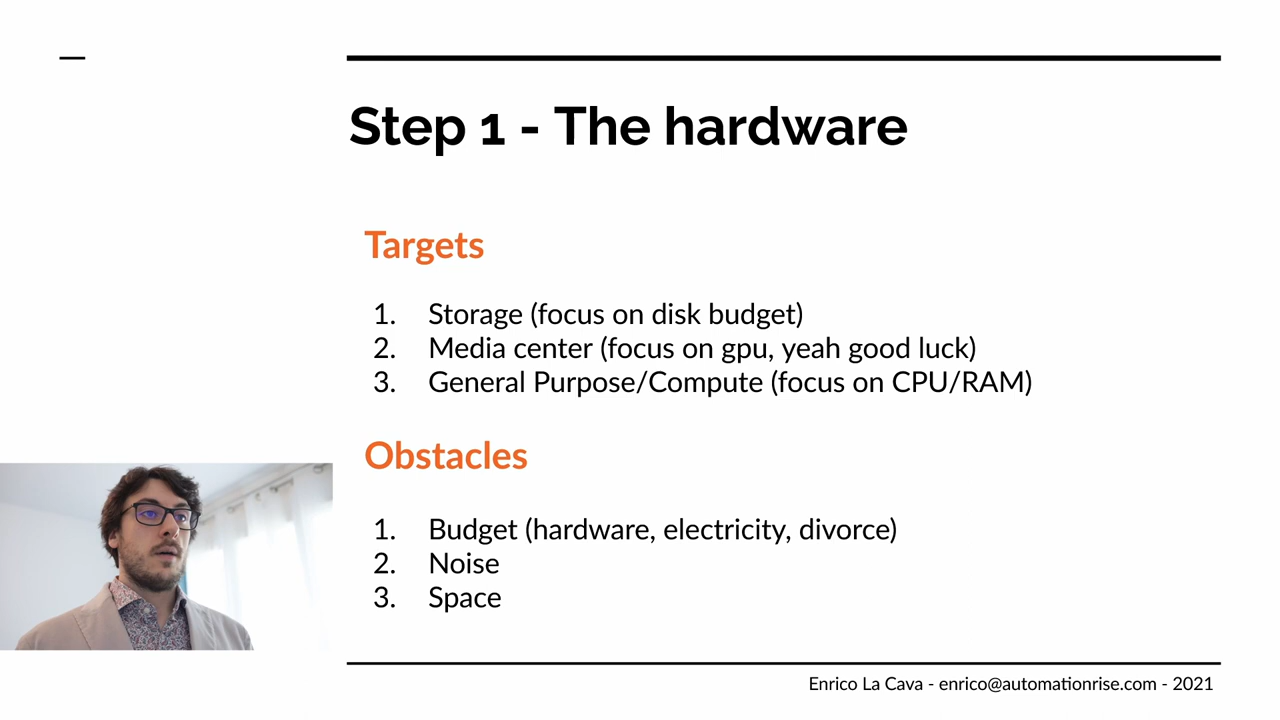 Step 1 - The hardware
Targets
1. Storage (focus on disk budget)
2. Media center (focus on gpu, yeah good luck)
3. General Purpose/Compute (focus on CPU/RAM)
Obstacles
1. Budget (hardware, electricity, divorce)
2. Noise
3. Space
Enrico La Cava - enrico@automationrise.com - 2021